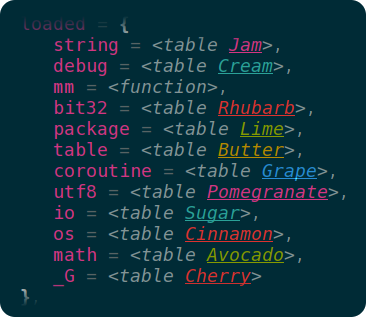 loaded = {
string = <table Jam>,
debug = <table Cream>,
mm = <function>,
bit32 = <table Rhubarb>,
package = <table Lime>,
table = <table Butter>,
coroutine = <table Grape>,
utf8 = <table Pomegranate>,
io = <table Sugar>,
os = <table Cinnamon>,
math = <table Avocado>,
_G = <table Cherry>
},